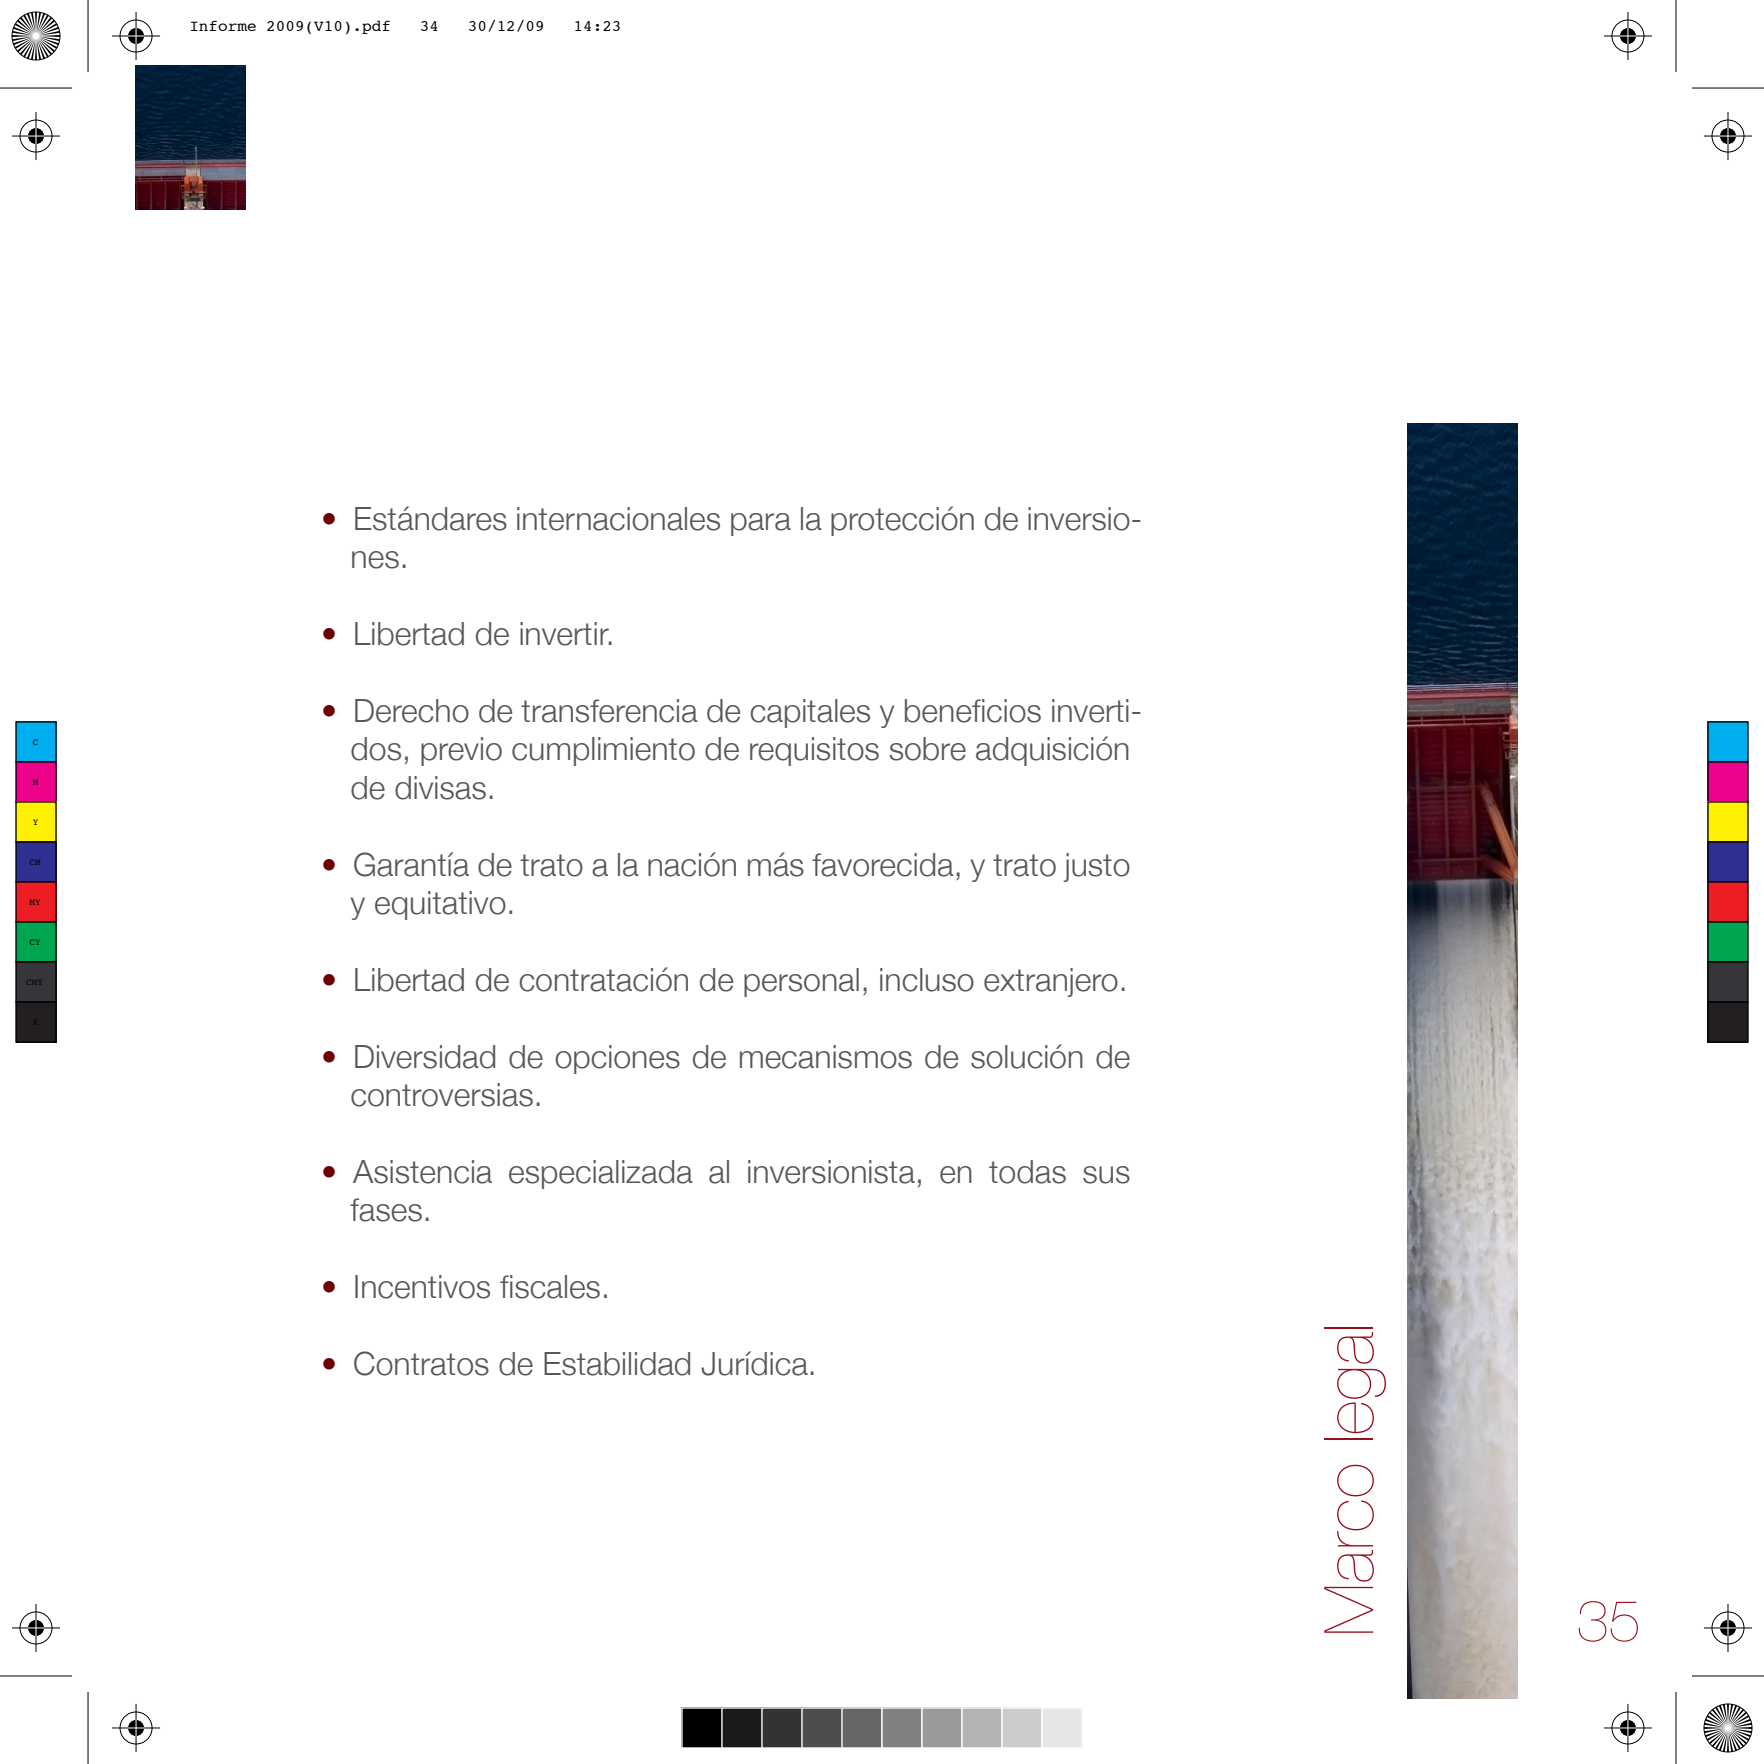 Informe 2009(V10).pdf   34   30/12/09   14:23
• Estándares internacionales para la protección de inversio-
nes.
• Libertad de invertir.
• Derecho de transferencia de capitales y beneficios inverti-
dos, previo cumplimiento de requisitos sobre adquisición
de divisas.
• Garantía de trato a la nación más favorecida, y trato justo
y equitativo.
• Libertad de contratación de personal, incluso extranjero.
• Diversidad de opciones de mecanismos de solución de
controversias.
• Asistencia especializada al inversionista, en todas sus
fases.
• Incentivos fiscales.
• Contratos de Estabilidad Jurídica.
Marco legal
35
C
M
Y
CM
MY
CY
CMY
K